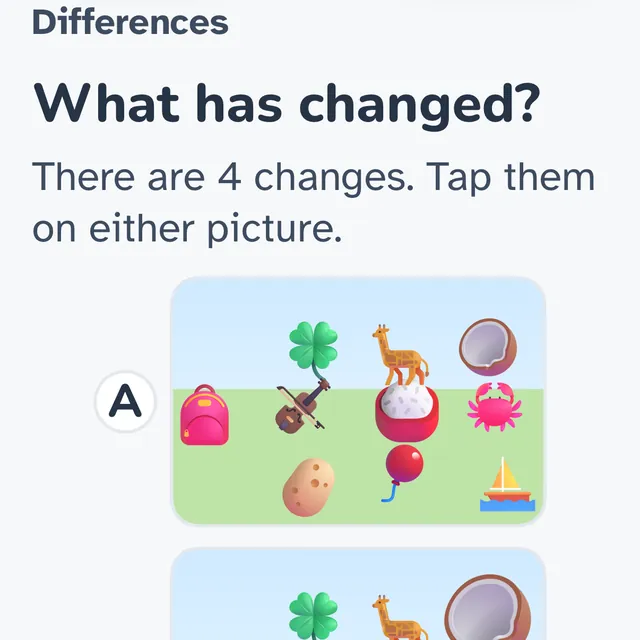 Differences
What has changed?
There are 4 changes. Tap them
on either picture.
A